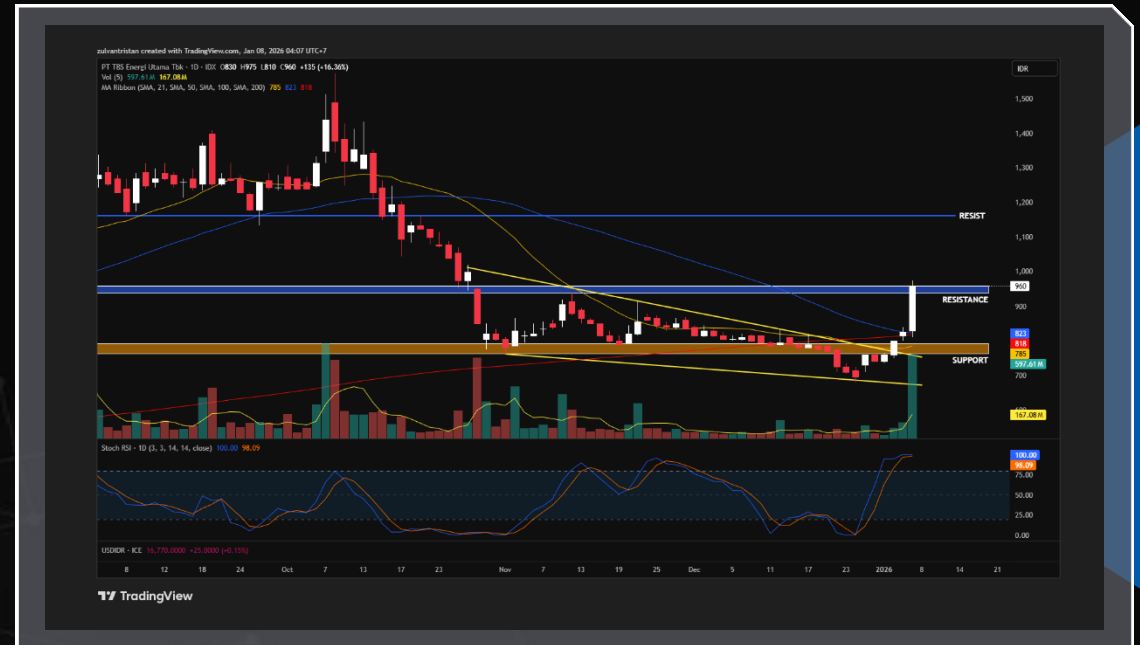 zulvantristan created with TradingView.com, Jan 08, 2026 04:07 UTC+7
PT TBS Energi Utama Tbk · 1D · IDX O830 H975 L810 C960 +135 (+16.36%)
Vol (5) 597.61M 167.08M
MA Ribbon (SMA, 21, SMA, 50, SMA, 100, SMA, 200) 785 823 818
IDR
1,500
1,400
1,300
1,200
RESIST
1,100
1,000
960
RESISTANCE
900
823
818
785
SUPPORT
597.61M
700
167.08M
Stoch RSI · 1D (3, 3, 14, 14, close) 100.00 98.09
100.00
98.09
75.00
50.00
25.00
0.00
USDIDR · ICE 16,770.0000 +25.0000 (+0.15%)
8 12 18 24 Oct 7 13 17 23 Nov 7 13 19 25 Dec 5 11 17 23 2026 8 14 21
TradingView